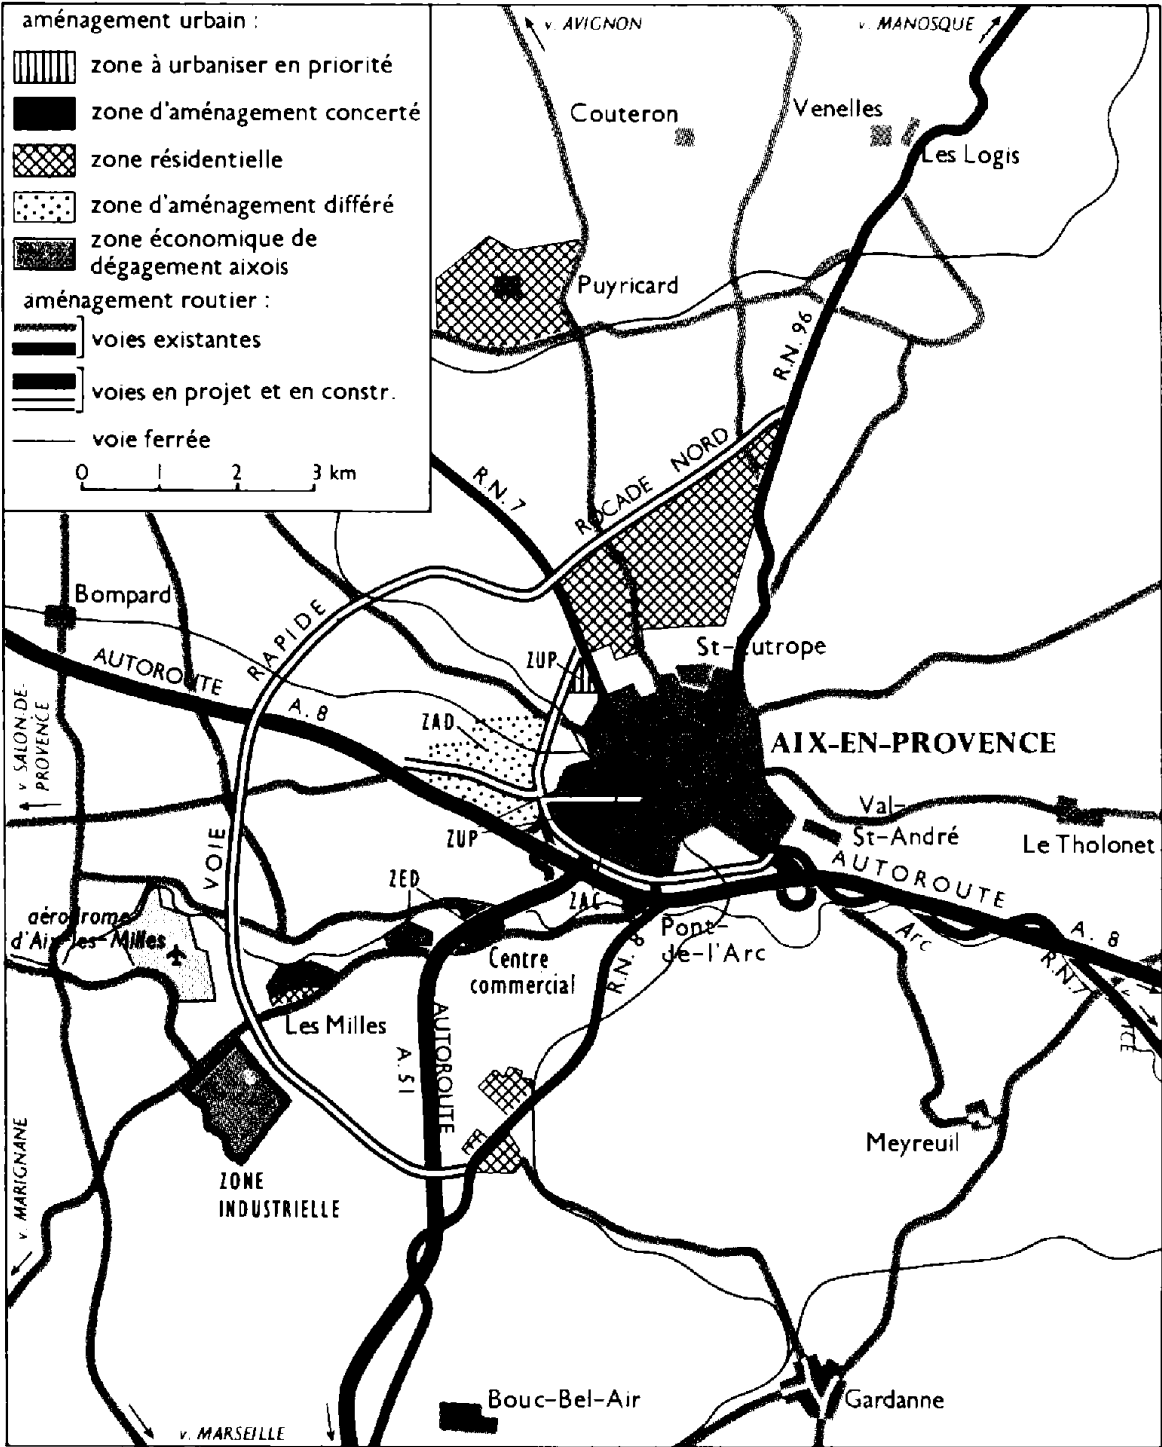 aménagement urbain :
zone à urbaniser en priorité
zone d'aménagement concerté
zone résidentielle
zone d'aménagement différé
zone économique de
dégagement aixois
aménagement routier :
voies existantes
voies en projet et en constr.
voie ferrée
0 1 2 3 km
v. AVIGNON
v. MANOSQUE
Couteron
Venelles
Les Logis
Puyricard
R.N. 96
R.N. 7
ROCADE NORD
Bompard
VOIE RAPIDE
AUTOROUTE A. 8
ZUP
St-Eutrope
v. SALON-DE-
PROVENCE
ZAD
AIX-EN-PROVENCE
Val-
St-André
Le Tholonet
ZUP
AUTOROUTE A. 8
ZED
ZAC
aérodrome
d'Aix-les-Milles
Pont-
de-l'Arc
Arc
Centre
commercial
R.N. 8
R.N. 7
Les Milles
AUTOROUTE
A. 51
v. MARIGNANE
Meyreuil
ZONE
INDUSTRIELLE
Bouc-Bel-Air
Gardanne
v. MARSEILLE